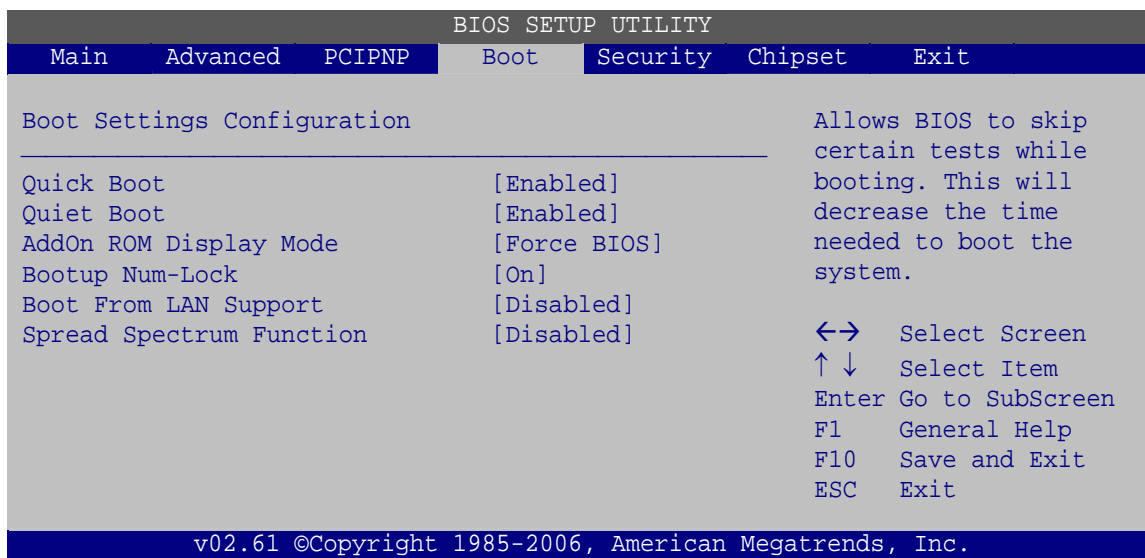 BIOS SETUP UTILITY
Main Advanced PCIPNP Boot Security Chipset Exit
Boot Settings Configuration
Quick Boot [Enabled]
Quiet Boot [Enabled]
AddOn ROM Display Mode [Force BIOS]
Bootup Num-Lock [On]
Boot From LAN Support [Disabled]
Spread Spectrum Function [Disabled]
Allows BIOS to skip
certain tests while
booting. This will
decrease the time
needed to boot the
system.
←→ Select Screen
↑ ↓ Select Item
Enter Go to SubScreen
F1 General Help
F10 Save and Exit
ESC Exit
v02.61 ©Copyright 1985-2006, American Megatrends, Inc.